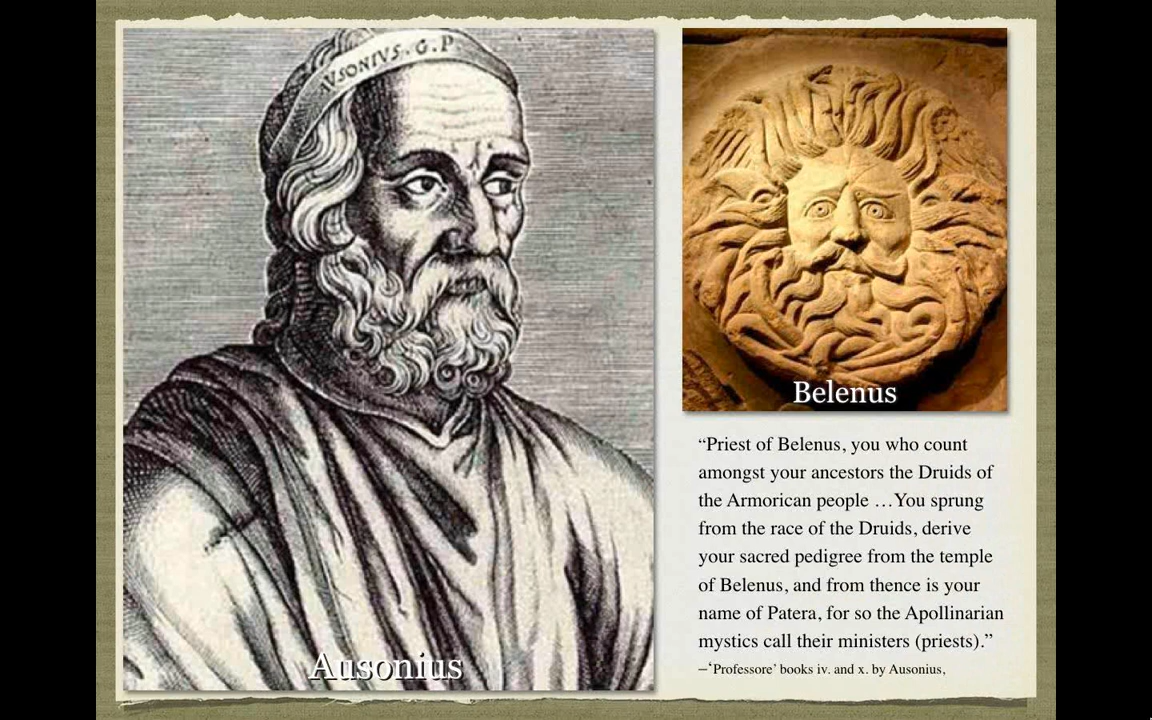 AUSONIUS. G. P
Ausonius
Belenus
“Priest of Belenus, you who count
amongst your ancestors the Druids of
the Armorican people …You sprung
from the race of the Druids, derive
your sacred pedigree from the temple
of Belenus, and from thence is your
name of Patera, for so the Apollinarian
mystics call their ministers (priests).”
–‘Professore’ books iv. and x. by Ausonius,